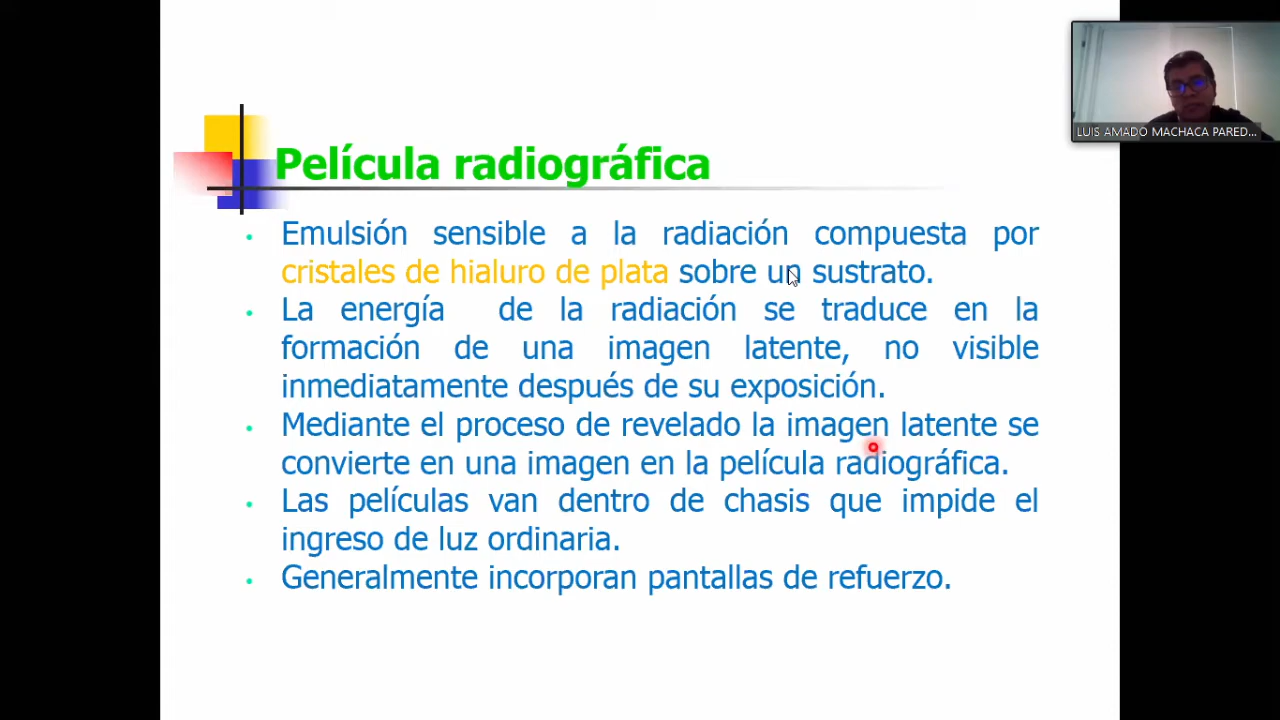 Película radiográfica
• Emulsión sensible a la radiación compuesta por
cristales de hialuro de plata sobre un sustrato.
• La energía de la radiación se traduce en la
formación de una imagen latente, no visible
inmediatamente después de su exposición.
• Mediante el proceso de revelado la imagen latente se
convierte en una imagen en la película radiográfica.
• Las películas van dentro de chasis que impide el
ingreso de luz ordinaria.
• Generalmente incorporan pantallas de refuerzo.
LUIS AMADO MACHACA PARED...